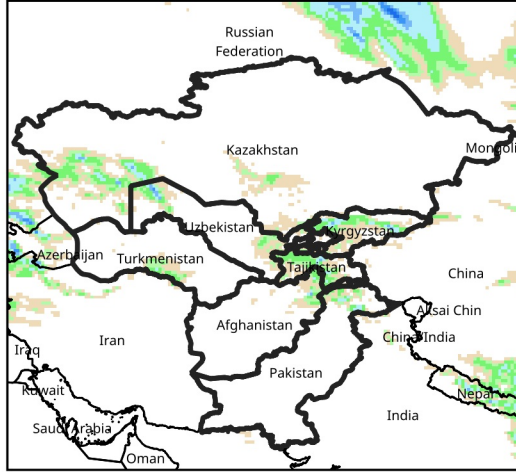 Russian
Federation
Kazakhstan
Mongoli
Uzbekistan
Kyrgyzstan
Azerbaijan
Turkmenistan
Tajikistan
China
Aksai Chin
Afghanistan
China/India
Iran
Iraq
Pakistan
Kuwait
Nepal
India
Saudi Arabia
Oman